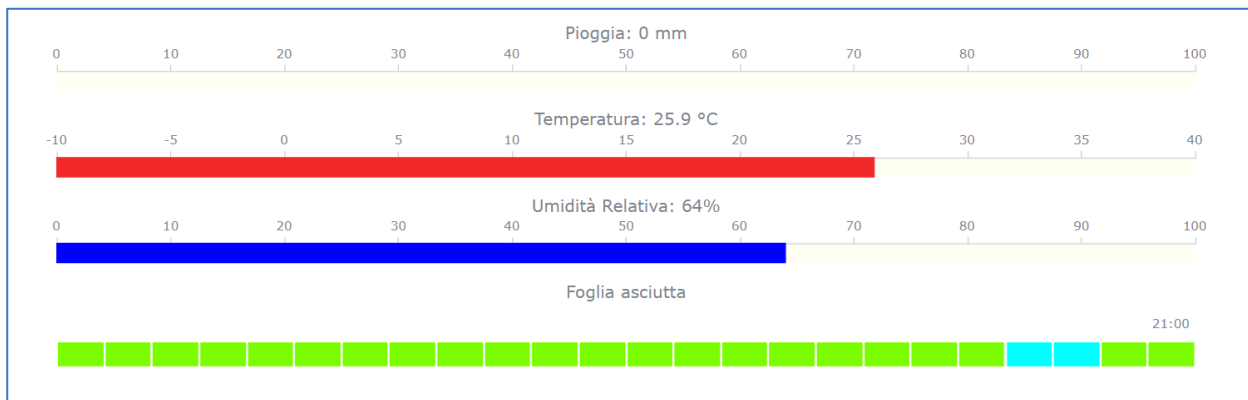 Pioggia: 0 mm
0 10 20 30 40 50 60 70 80 90 100
Temperatura: 25.9 °C
-10 -5 0 5 10 15 20 25 30 35 40
Umidità Relativa: 64%
0 10 20 30 40 50 60 70 80 90 100
Foglia asciutta
21:00